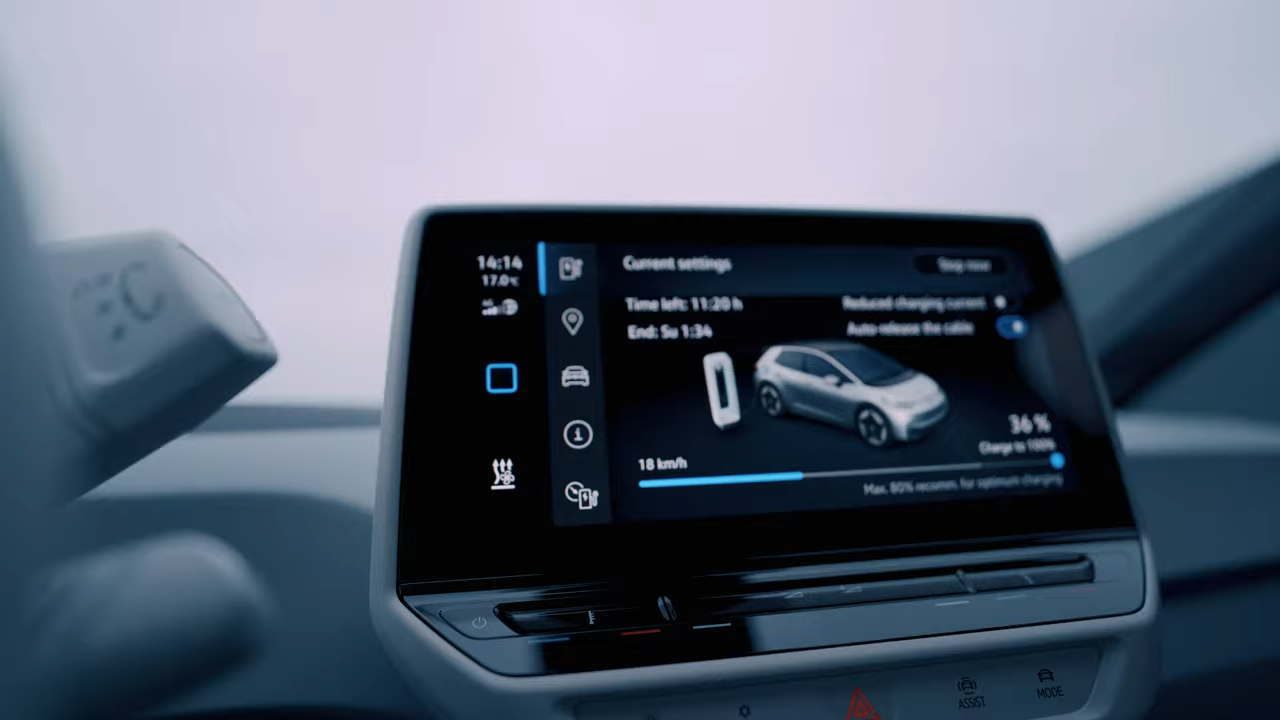 14:14
17.0°C
Current settings
Stop now
Time left: 11:20 h
Reduced charging current
End: Su 1:34
Auto-release the cable
36 %
Charge to 100%
18 km/h
Max. 80% recomm. for optimum charging
ASSIST
MODE